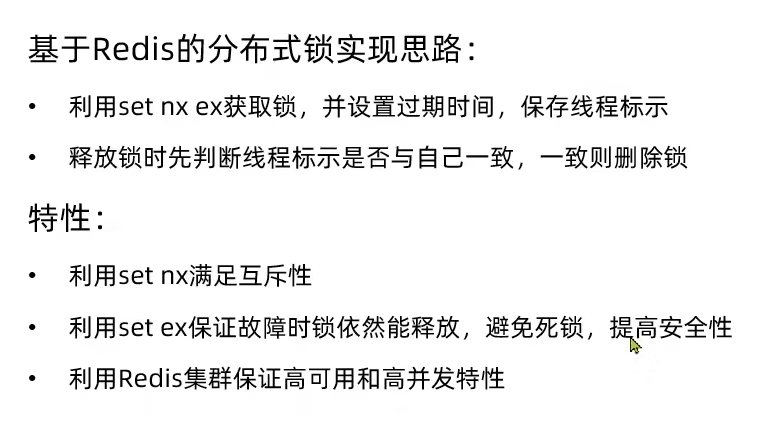 基于Redis的分布式锁实现思路：
• 利用set nx ex获取锁，并设置过期时间，保存线程标示
• 释放锁时先判断线程标示是否与自己一致，一致则删除锁
特性：
• 利用set nx满足互斥性
• 利用set ex保证故障时锁依然能释放，避免死锁，提高安全性
• 利用Redis集群保证高可用和高并发特性